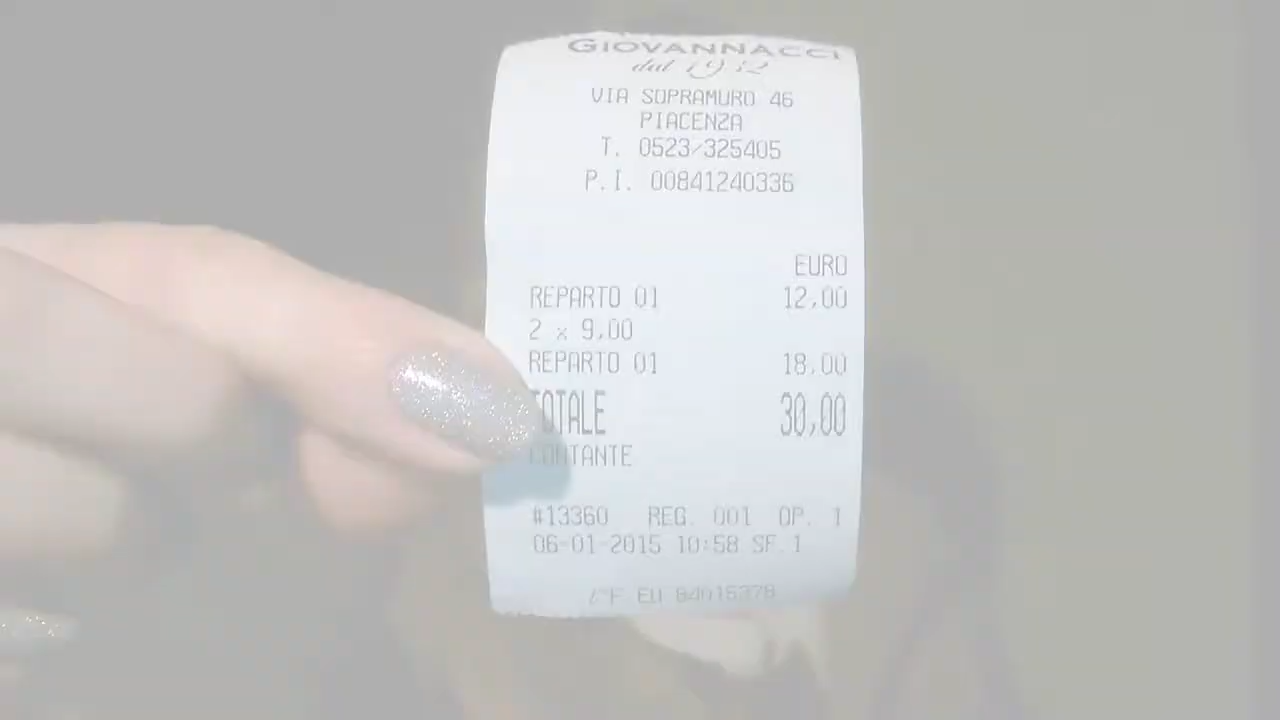 GIOVANNACCI
dal 1932
VIA SOPRAMURO 46
PIACENZA
T. 0523/325405
P.I. 00841240336
EURO
REPARTO 01 12,00
2 x 9,00
REPARTO 01 18,00
TOTALE 30,00
CONTANTE
#13360 REG. 001 OP. 1
06-01-2015 10:58 SF.1